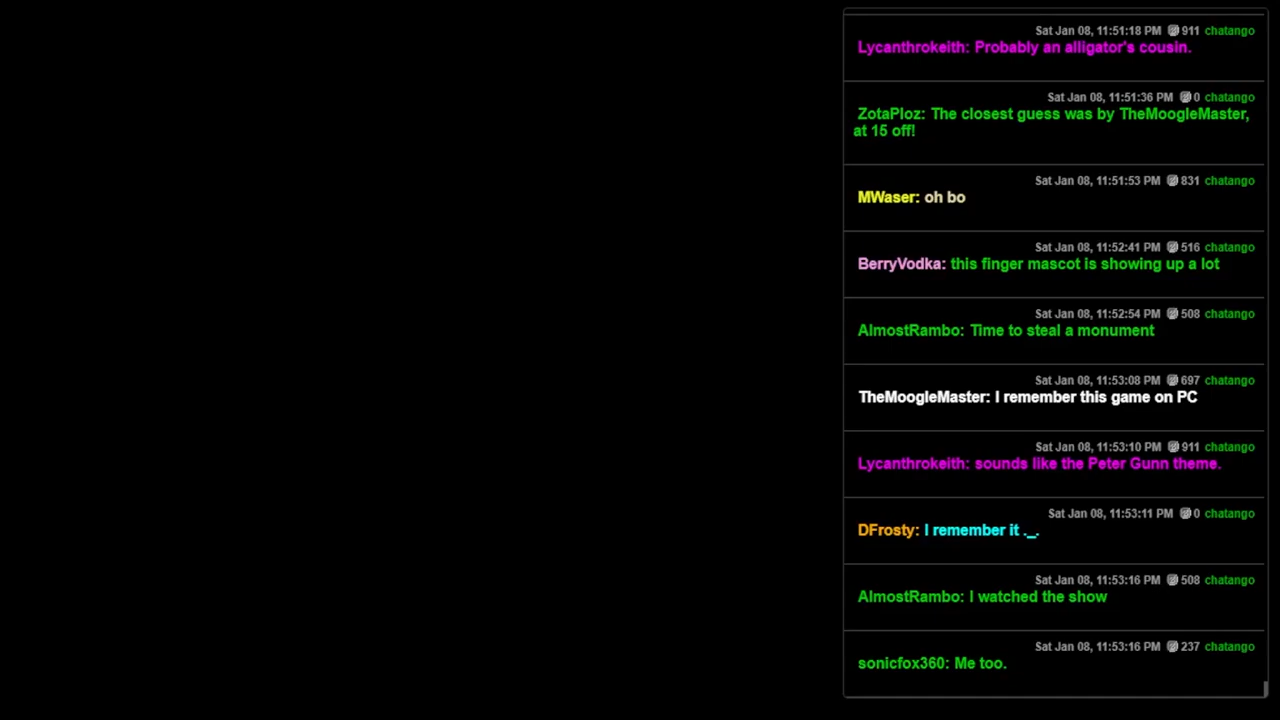 Sat Jan 08, 11:51:18 PM 911 chatango
Lycanthrokeith: Probably an alligator's cousin.
Sat Jan 08, 11:51:36 PM 0 chatango
ZotaPloz: The closest guess was by TheMoogleMaster,
at 15 off!
Sat Jan 08, 11:51:53 PM 831 chatango
MWaser: oh bo
Sat Jan 08, 11:52:41 PM 516 chatango
BerryVodka: this finger mascot is showing up a lot
Sat Jan 08, 11:52:54 PM 508 chatango
AlmostRambo: Time to steal a monument
Sat Jan 08, 11:53:08 PM 697 chatango
TheMoogleMaster: I remember this game on PC
Sat Jan 08, 11:53:10 PM 911 chatango
Lycanthrokeith: sounds like the Peter Gunn theme.
Sat Jan 08, 11:53:11 PM 0 chatango
DFrosty: I remember it ._.
Sat Jan 08, 11:53:16 PM 508 chatango
AlmostRambo: I watched the show
Sat Jan 08, 11:53:16 PM 237 chatango
sonicfox360: Me too.